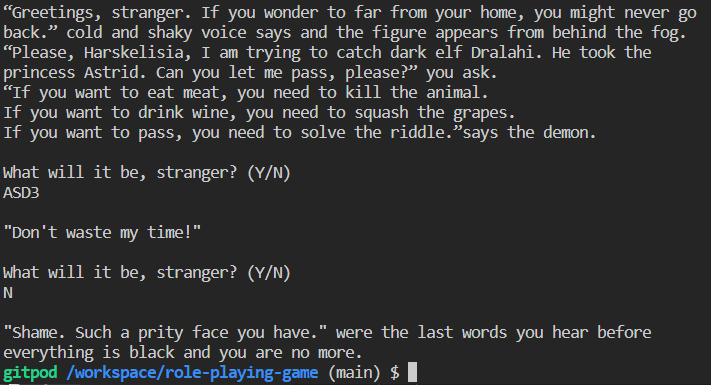 “Greetings, stranger. If you wonder to far from your home, you might never go
back.” cold and shaky voice says and the figure appears from behind the fog.
“Please, Harskelisia, I am trying to catch dark elf Dralahi. He took the
princess Astrid. Can you let me pass, please?” you ask.
“If you want to eat meat, you need to kill the animal.
If you want to drink wine, you need to squash the grapes.
If you want to pass, you need to solve the riddle.”says the demon.
What will it be, stranger? (Y/N)
ASD3
"Don't waste my time!"
What will it be, stranger? (Y/N)
N
"Shame. Such a prity face you have." were the last words you hear before
everything is black and you are no more.
gitpod /workspace/role-playing-game (main) $